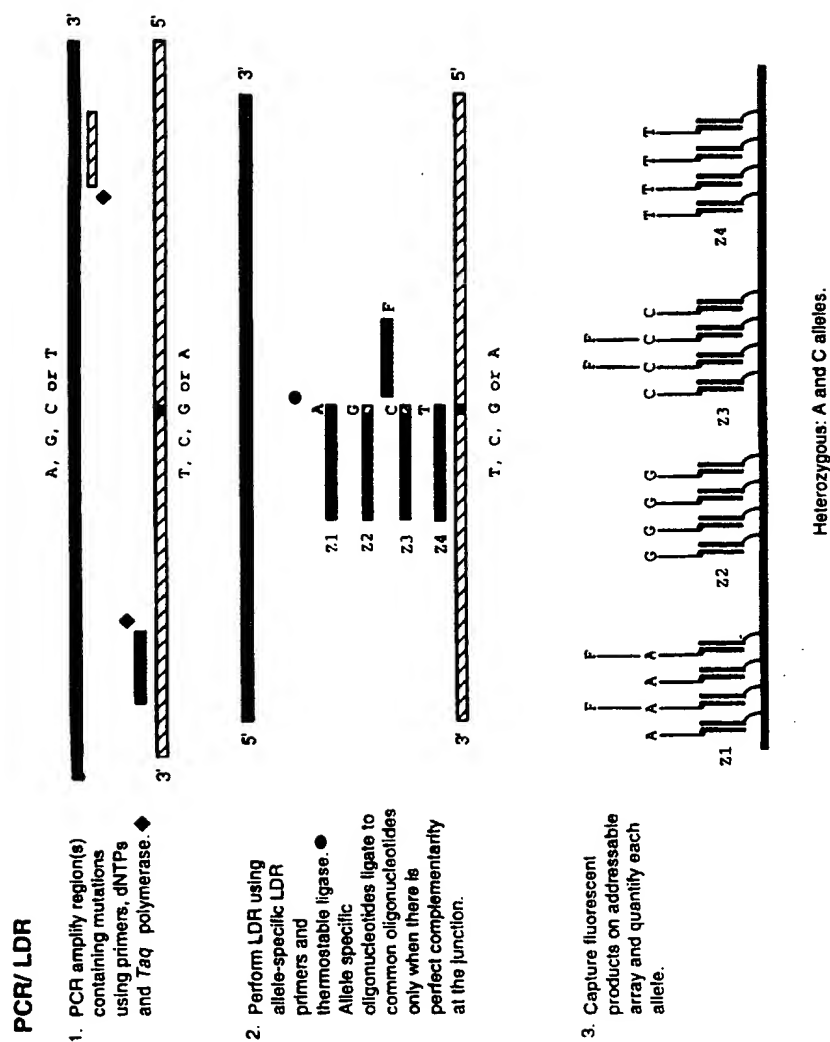 PCR/ LDR
1. PCR amplify region(s)
containing mutations
using primers, dNTPs
and Taq polymerase.
3'
5'
A, G, C or T
3'
T, C, G or A
2. Perform LDR using
allele-specific LDR
primers and
thermostable ligase.
Allele specific
oligonucleotides ligate to
common oligonucleotides
only when there is
perfect complementarity
at the junction.
5'
3'
Z1 A
Z2 G
Z3 C F
Z4 T
3'
5'
T, C, G or A
3. Capture fluorescent
products on addressable
array and quantify each
allele.
F F F F
A A A A G G G G C C C C T T T T
Z1 Z2 Z3 Z4
Heterozygous: A and C alleles.